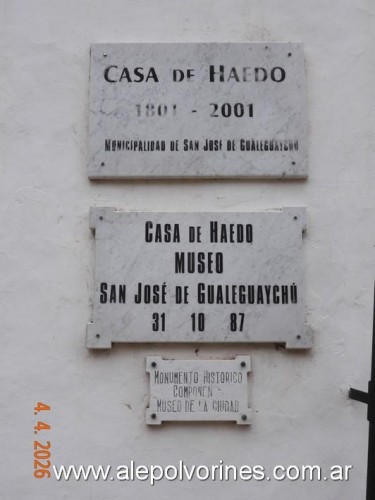 CASA DE HAEDO
1801 - 2001
MUNICIPALIDAD DE SAN JOSÉ DE GUALEGUAYCHÚ
CASA DE HAEDO
MUSEO
SAN JOSÉ DE GUALEGUAYCHÚ
31 10 87
MONUMENTO HISTORICO
COMPONEN
MUSEO DE LA CIUDAD
4. 4. 2026
www.alepolvorines.com.ar